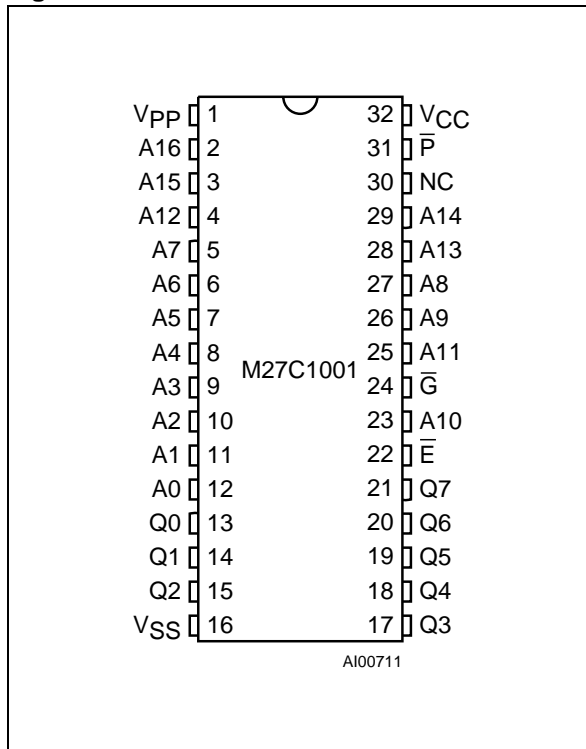 VPP 1 32 VCC
A16 2 31 P̅
A15 3 30 NC
A12 4 29 A14
A7 5 28 A13
A6 6 27 A8
A5 7 26 A9
A4 8 25 A11
M27C1001
A3 9 24 G̅
A2 10 23 A10
A1 11 22 E̅
A0 12 21 Q7
Q0 13 20 Q6
Q1 14 19 Q5
Q2 15 18 Q4
VSS 16 17 Q3
AI00711